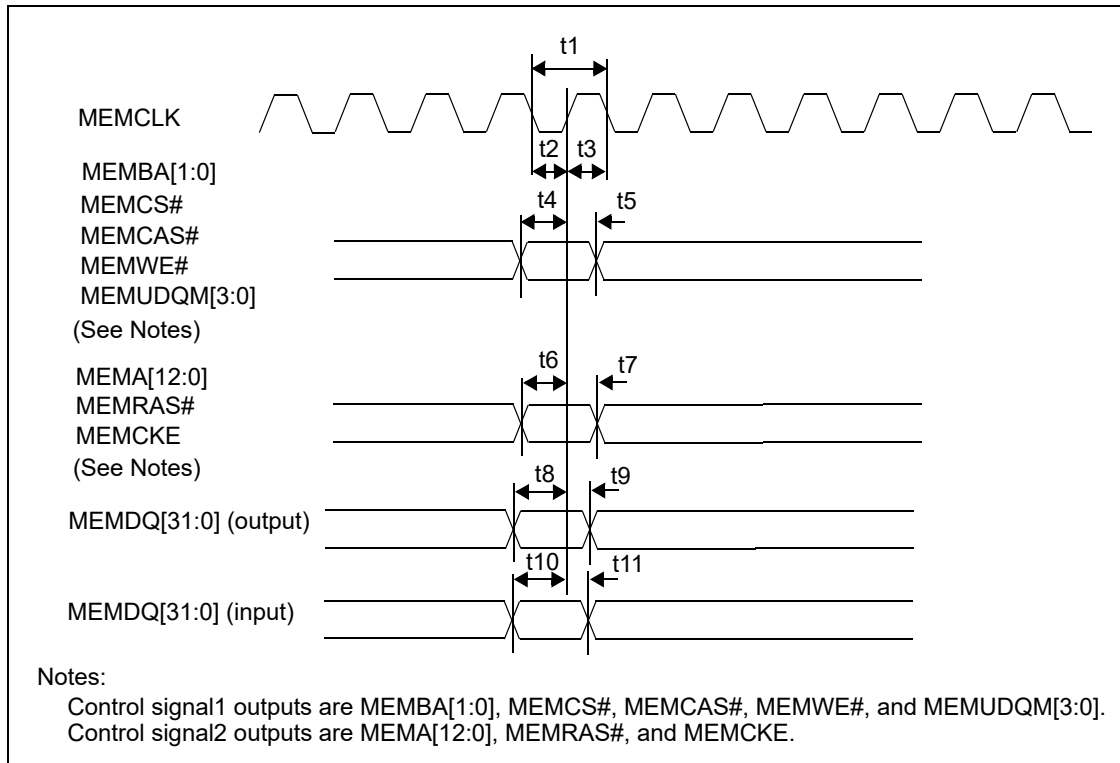 t1
MEMCLK
t2 t3
MEMBA[1:0]
MEMCS#
t4 t5
MEMCAS#
MEMWE#
MEMUDQM[3:0]
(See Notes)
t6 t7
MEMA[12:0]
MEMRAS#
MEMCKE
(See Notes)
t8 t9
MEMDQ[31:0] (output)
t10 t11
MEMDQ[31:0] (input)
Notes:
Control signal1 outputs are MEMBA[1:0], MEMCS#, MEMCAS#, MEMWE#, and MEMUDQM[3:0].
Control signal2 outputs are MEMA[12:0], MEMRAS#, and MEMCKE.